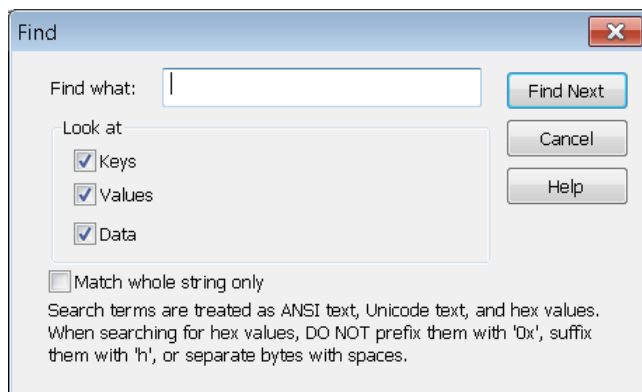 Find
Find what:
Find Next
Look at
Cancel
Keys
Help
Values
Data
Match whole string only
Search terms are treated as ANSI text, Unicode text, and hex values.
When searching for hex values, DO NOT prefix them with '0x', suffix
them with 'h', or separate bytes with spaces.